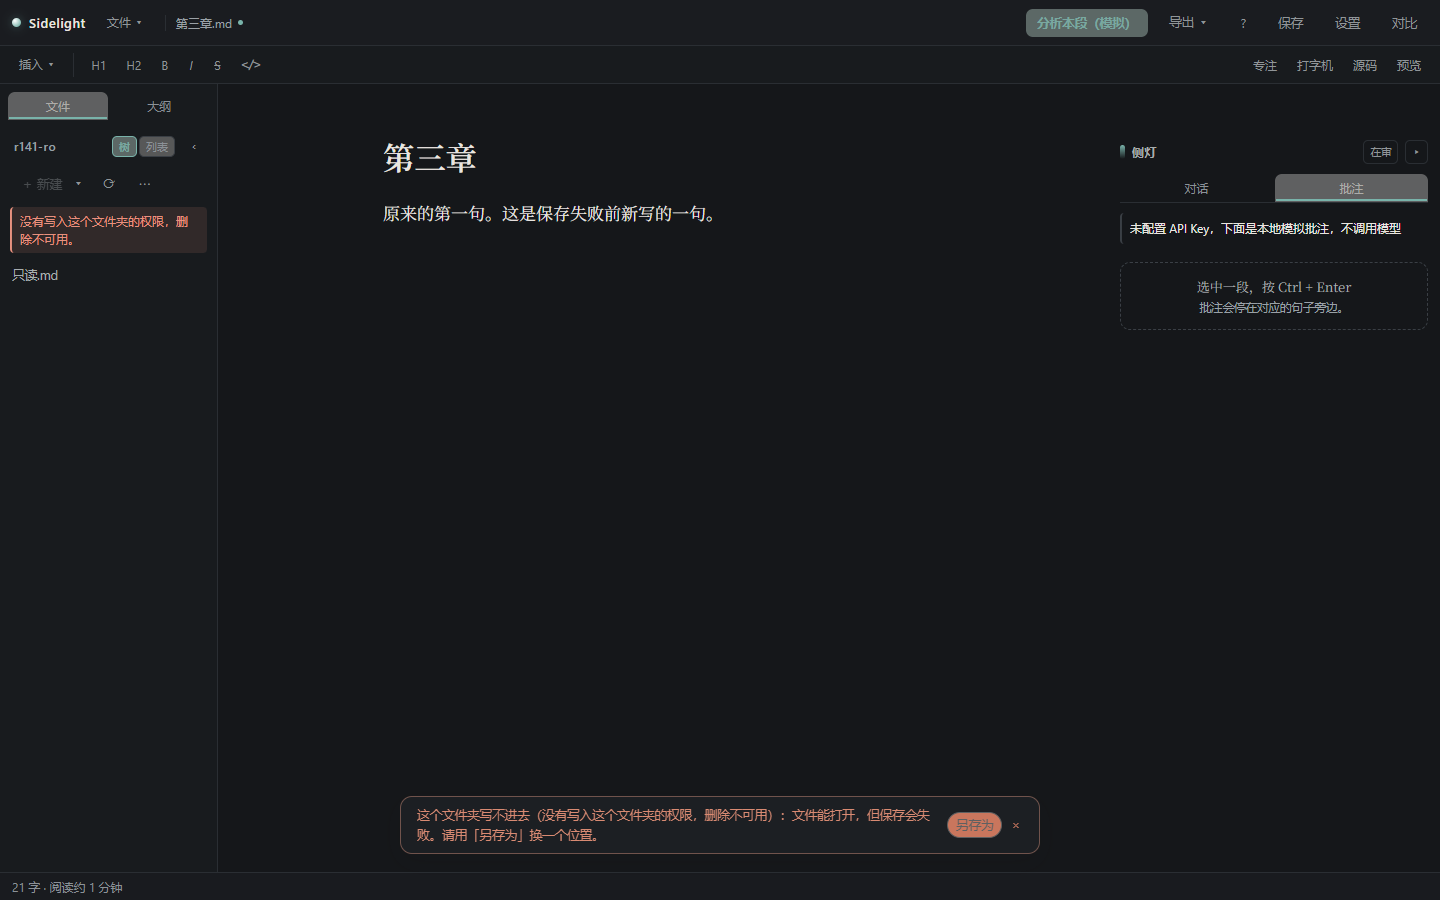 Sidelight 文件 第三章.md 分析本段（模拟） 导出 ? 保存 设置 对比
插入 H1 H2 B I S </> 专注 打字机 源码 预览
文件 大纲
r141-ro 树 列表 ‹
+ 新建 ⟳ ···
没有写入这个文件夹的权限，删
除不可用。
只读.md
第三章
原来的第一句。这是保存失败前新写的一句。
侧灯 在审
对话 批注
未配置 API Key，下面是本地模拟批注，不调用模型
选中一段，按 Ctrl + Enter
批注会停在对应的句子旁边。
这个文件夹写不进去（没有写入这个文件夹的权限，删除不可用）：文件能打开，但保存会失
败。请用「另存为」换一个位置。
另存为 ×
21 字 · 阅读约 1 分钟